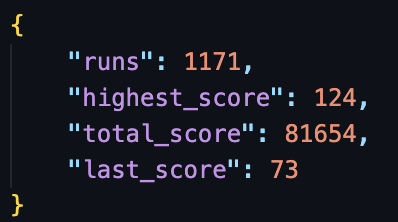 {
    "runs": 1171,
    "highest_score": 124,
    "total_score": 81654,
    "last_score": 73
}